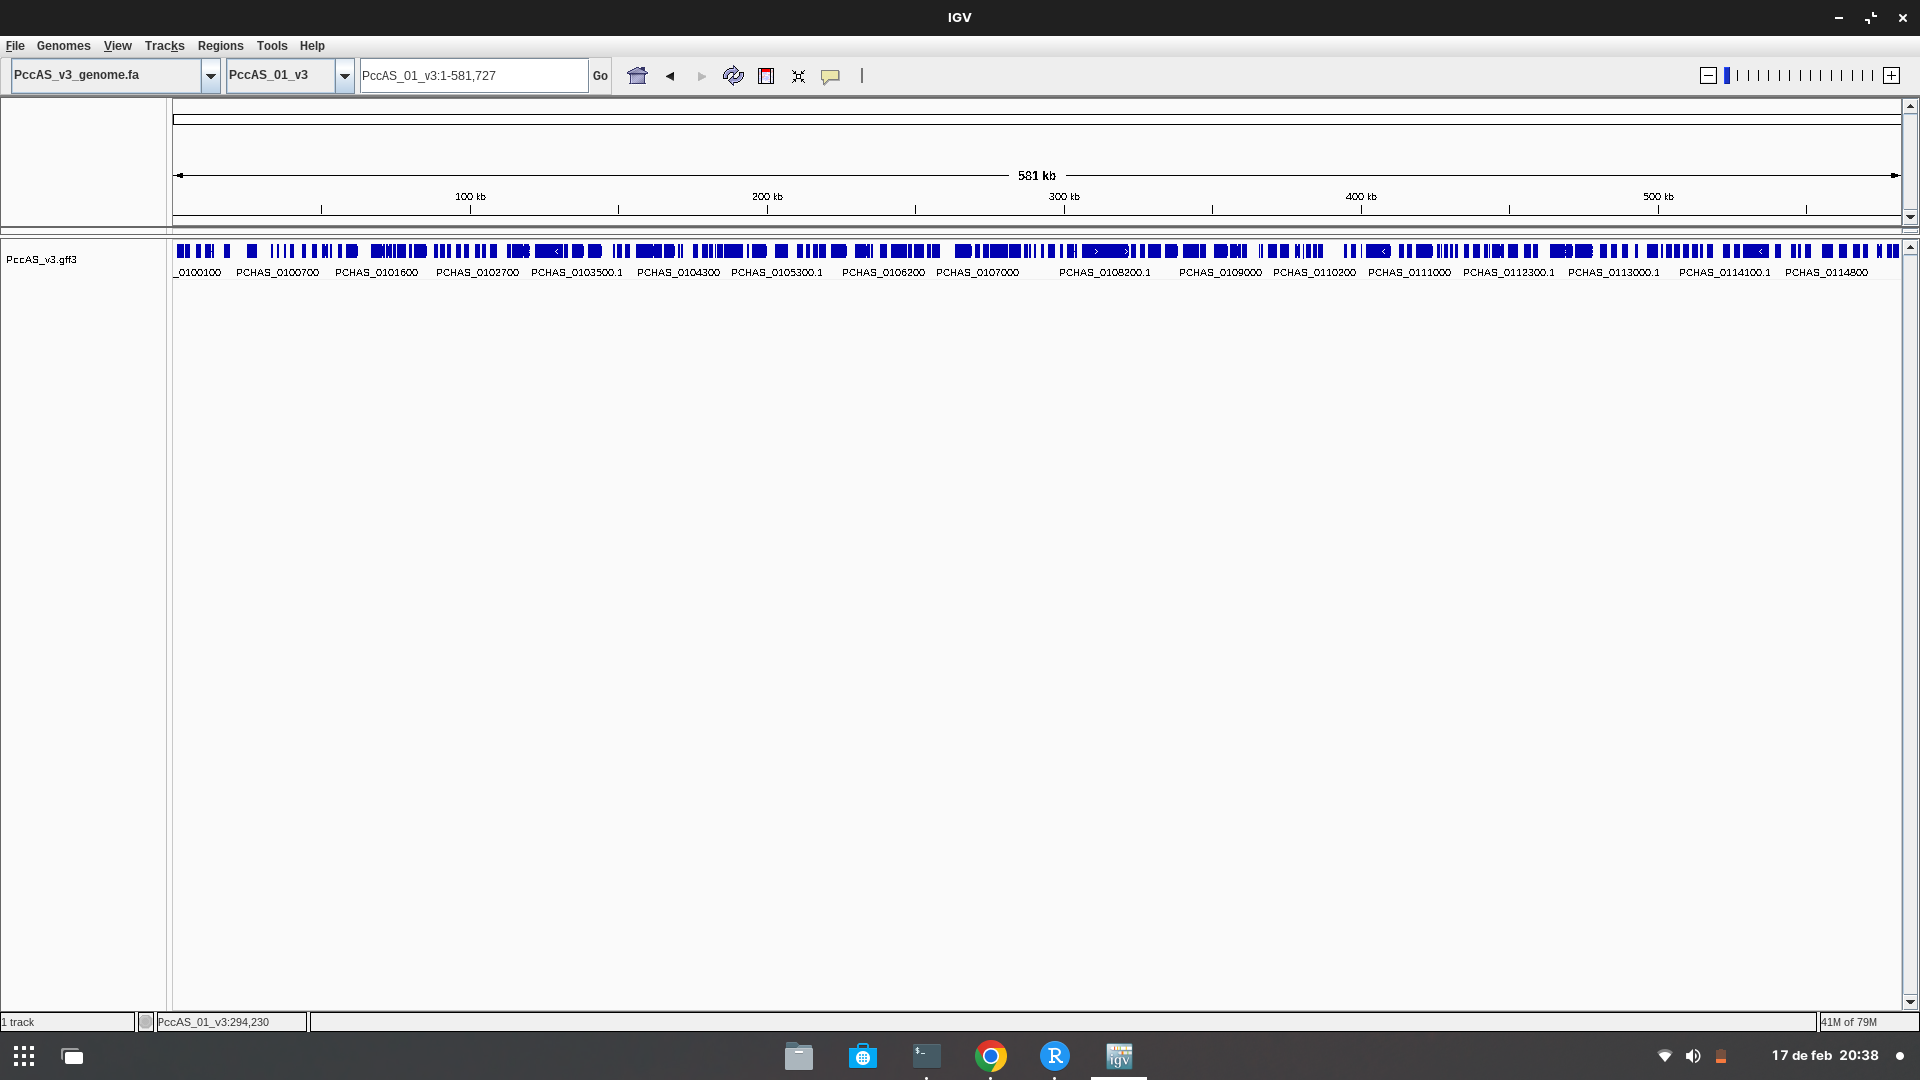 IGV
File Genomes View Tracks Regions Tools Help
PccAS_v3_genome.fa PccAS_01_v3 PccAS_01_v3:1-581,727 Go
581 kb
100 kb 200 kb 300 kb 400 kb 500 kb
PccAS_v3.gff3
_0100100 PCHAS_0100700 PCHAS_0101600 PCHAS_0102700 PCHAS_0103500.1 PCHAS_0104300 PCHAS_0105300.1 PCHAS_0106200 PCHAS_0107000 PCHAS_0108200.1 PCHAS_0109000 PCHAS_0110200 PCHAS_0111000 PCHAS_0112300.1 PCHAS_0113000.1 PCHAS_0114100.1 PCHAS_0114800
1 track PccAS_01_v3:294,230 41M of 79M
$- R igv 17 de feb 20:38